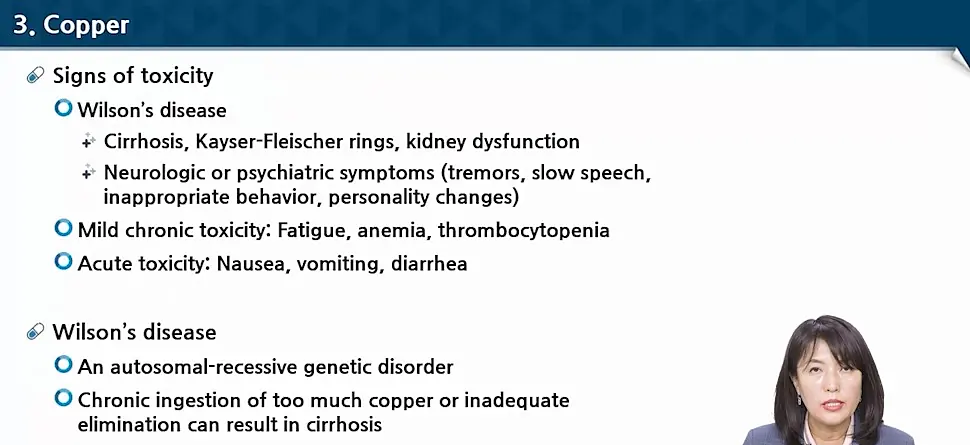 3. Copper
Signs of toxicity
Wilson's disease
Cirrhosis, Kayser-Fleischer rings, kidney dysfunction
Neurologic or psychiatric symptoms (tremors, slow speech,
inappropriate behavior, personality changes)
Mild chronic toxicity: Fatigue, anemia, thrombocytopenia
Acute toxicity: Nausea, vomiting, diarrhea
Wilson's disease
An autosomal-recessive genetic disorder
Chronic ingestion of too much copper or inadequate
elimination can result in cirrhosis